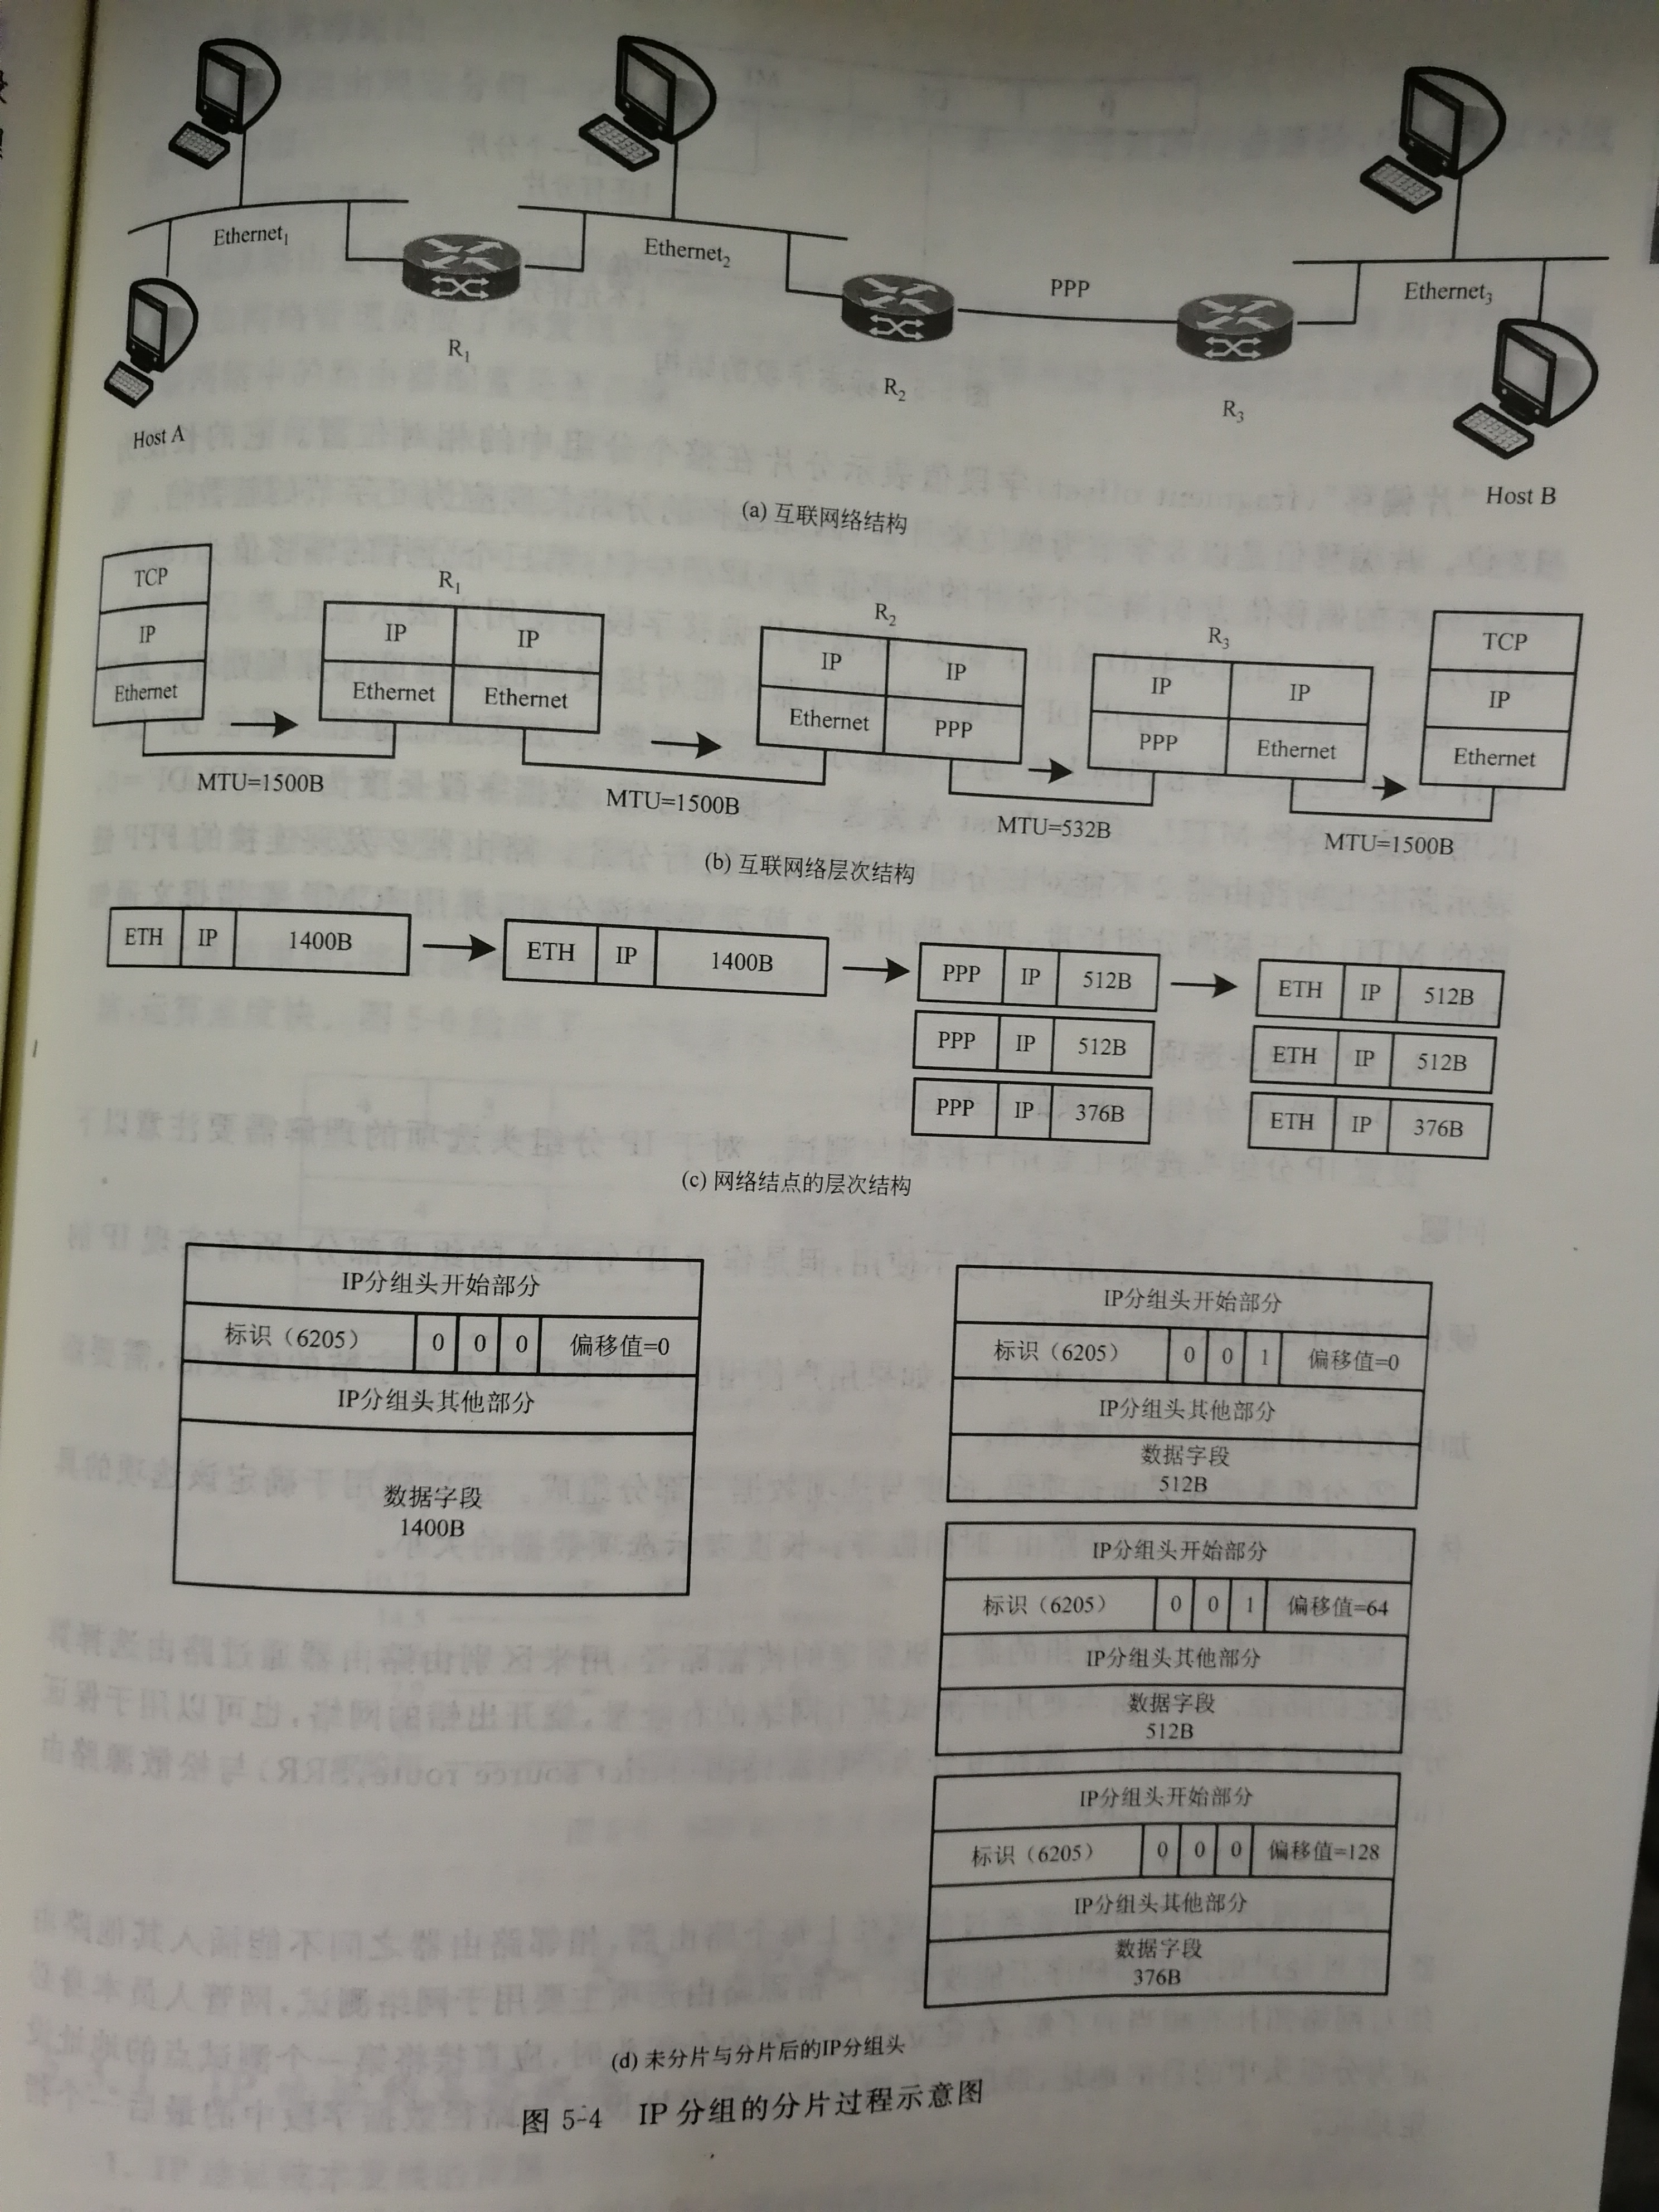 Ethernet₁
Ethernet₂
PPP
Ethernet₃
R₁
R₂
R₃
Host A
Host B
(a) 互联网络结构
TCP
IP
Ethernet
R₁
IP IP
Ethernet Ethernet
R₂
IP IP
Ethernet PPP
R₃
IP IP
PPP Ethernet
TCP
IP
Ethernet
MTU=1500B
MTU=1500B
MTU=532B
MTU=1500B
(b) 互联网络层次结构
ETH IP 1400B
ETH IP 1400B
PPP IP 512B
ETH IP 512B
PPP IP 512B
ETH IP 512B
PPP IP 376B
ETH IP 376B
(c) 网络结点的层次结构
IP分组头开始部分
标识（6205） 0 0 0 偏移值=0
IP分组头其他部分
数据字段
1400B
IP分组头开始部分
标识（6205） 0 0 1 偏移值=0
IP分组头其他部分
数据字段
512B
IP分组头开始部分
标识（6205） 0 0 1 偏移值=64
IP分组头其他部分
数据字段
512B
IP分组头开始部分
标识（6205） 0 0 0 偏移值=128
IP分组头其他部分
数据字段
376B
(d) 未分片与分片后的IP分组头
图 5-4 IP 分组的分片过程示意图